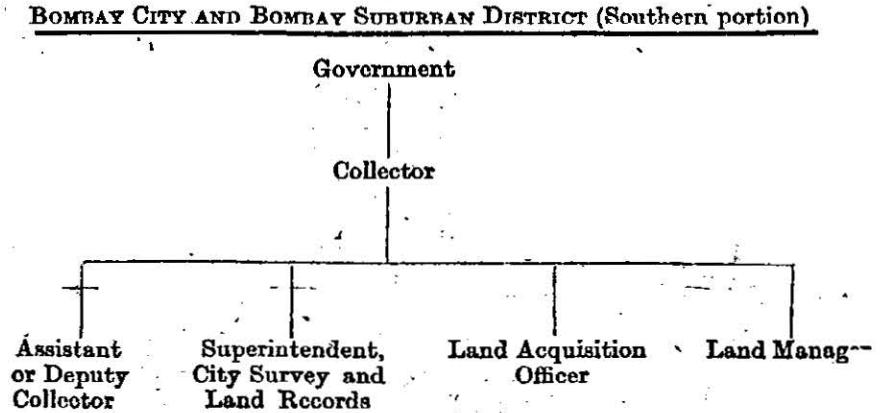 BOMBAY CITY AND BOMBAY SUBURBAN DISTRICT (Southern portion)
Government
Collector
Assistant
or Deputy
Collector
Superintendent,
City Survey and
Land Records
Land Acquisition
Officer
Land